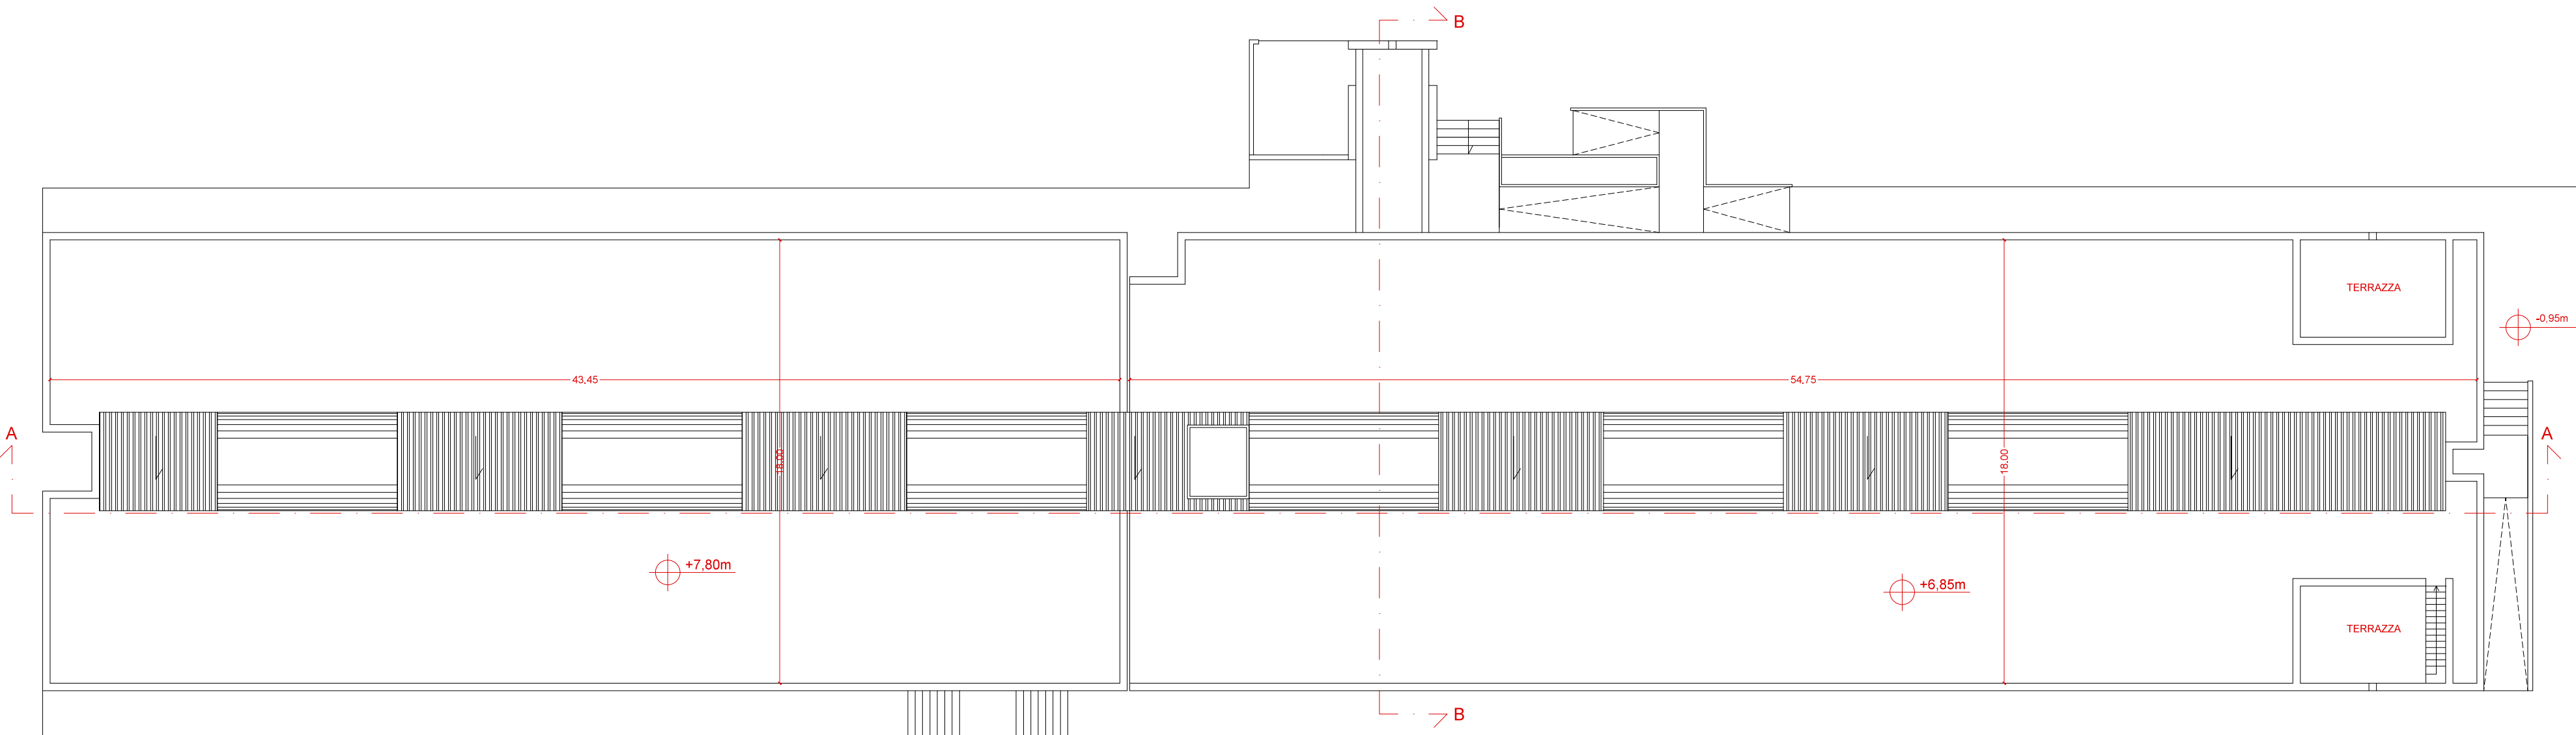 B
TERRAZZA
-0,95m
43,45
54,75
A
A
18.00
18.00
+7,80m
+6,85m
TERRAZZA
B